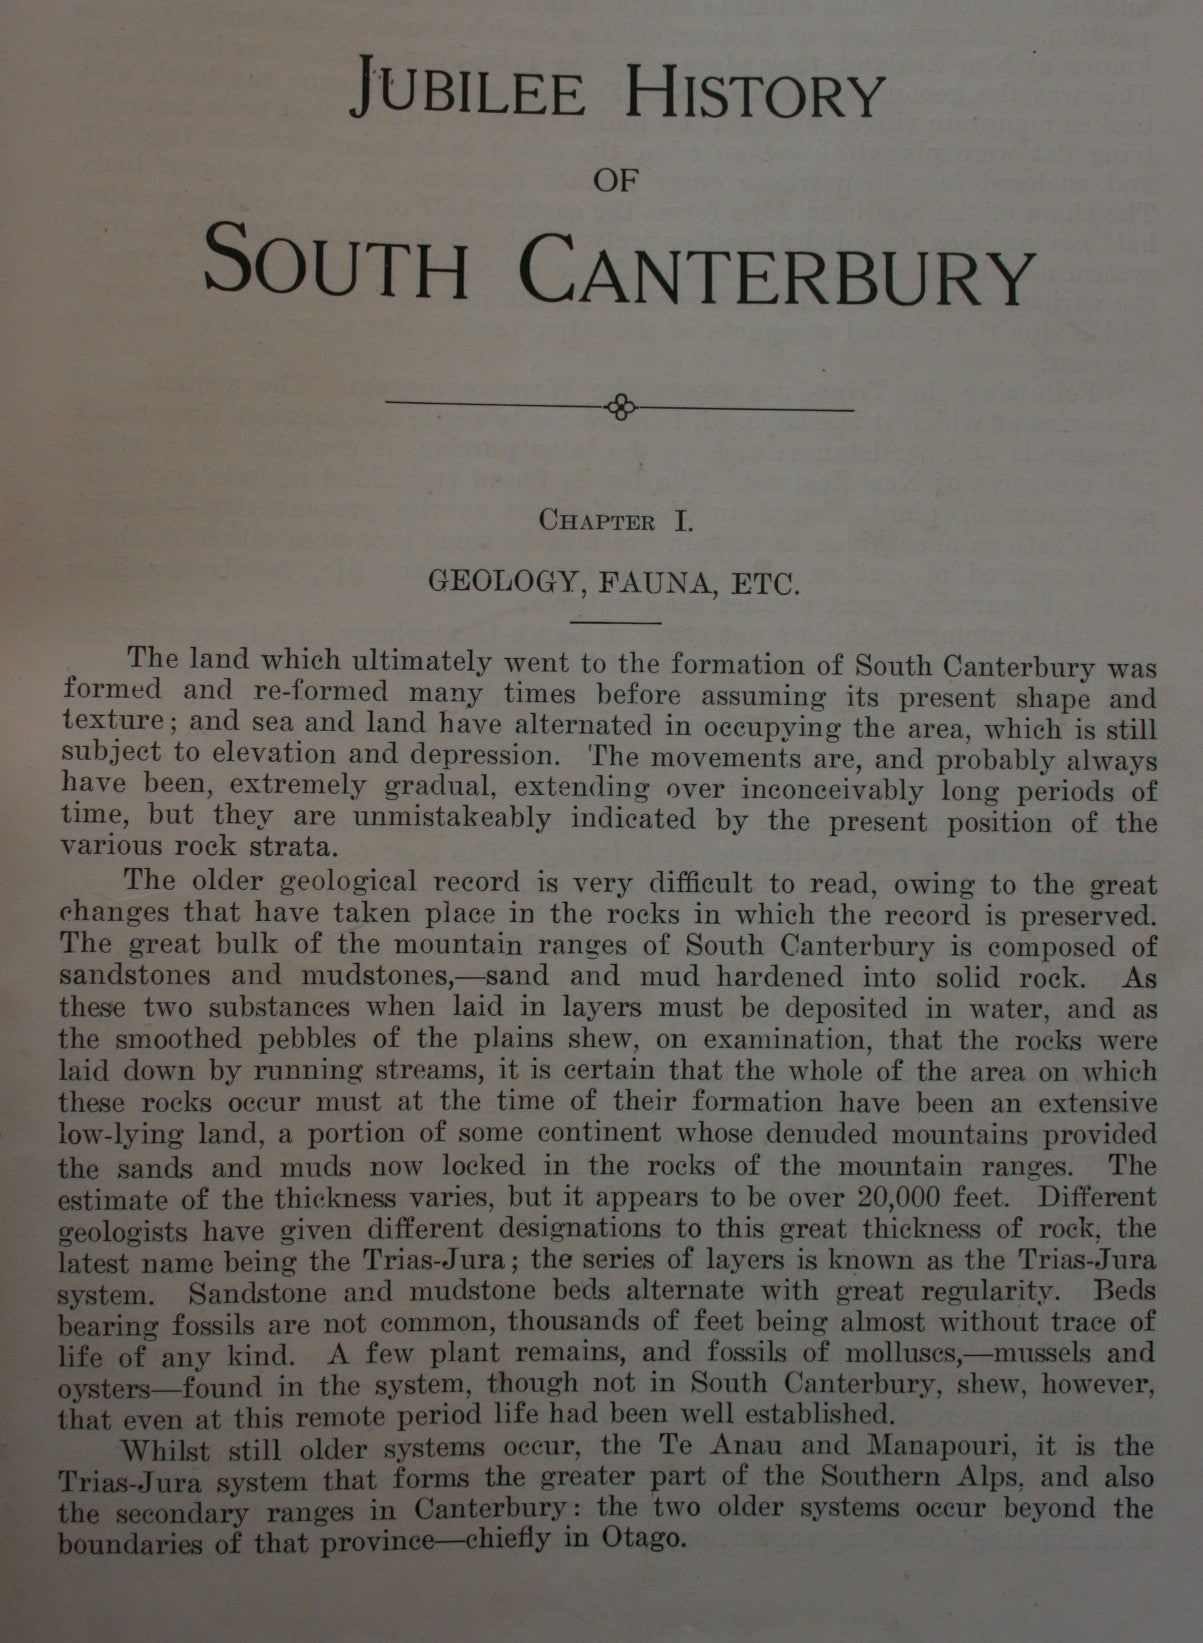 JUBILEE HISTORY
OF
SOUTH CANTERBURY
CHAPTER I.
GEOLOGY, FAUNA, ETC.
The land which ultimately went to the formation of South Canterbury was
formed and re-formed many times before assuming its present shape and
texture; and sea and land have alternated in occupying the area, which is still
subject to elevation and depression. The movements are, and probably always
have been, extremely gradual, extending over inconceivably long periods of
time, but they are unmistakeably indicated by the present position of the
various rock strata.
The older geological record is very difficult to read, owing to the great
changes that have taken place in the rocks in which the record is preserved.
The great bulk of the mountain ranges of South Canterbury is composed of
sandstones and mudstones,—sand and mud hardened into solid rock. As
these two substances when laid in layers must be deposited in water, and as
the smoothed pebbles of the plains shew, on examination, that the rocks were
laid down by running streams, it is certain that the whole of the area on which
these rocks occur must at the time of their formation have been an extensive
low-lying land, a portion of some continent whose denuded mountains provided
the sands and muds now locked in the rocks of the mountain ranges. The
estimate of the thickness varies, but it appears to be over 20,000 feet. Different
geologists have given different designations to this great thickness of rock, the
latest name being the Trias-Jura; the series of layers is known as the Trias-Jura
system. Sandstone and mudstone beds alternate with great regularity. Beds
bearing fossils are not common, thousands of feet being almost without trace of
life of any kind. A few plant remains, and fossils of molluscs,—mussels and
oysters—found in the system, though not in South Canterbury, shew, however,
that even at this remote period life had been well established.
Whilst still older systems occur, the Te Anau and Manapouri, it is the
Trias-Jura system that forms the greater part of the Southern Alps, and also
the secondary ranges in Canterbury: the two older systems occur beyond the
boundaries of that province—chiefly in Otago.